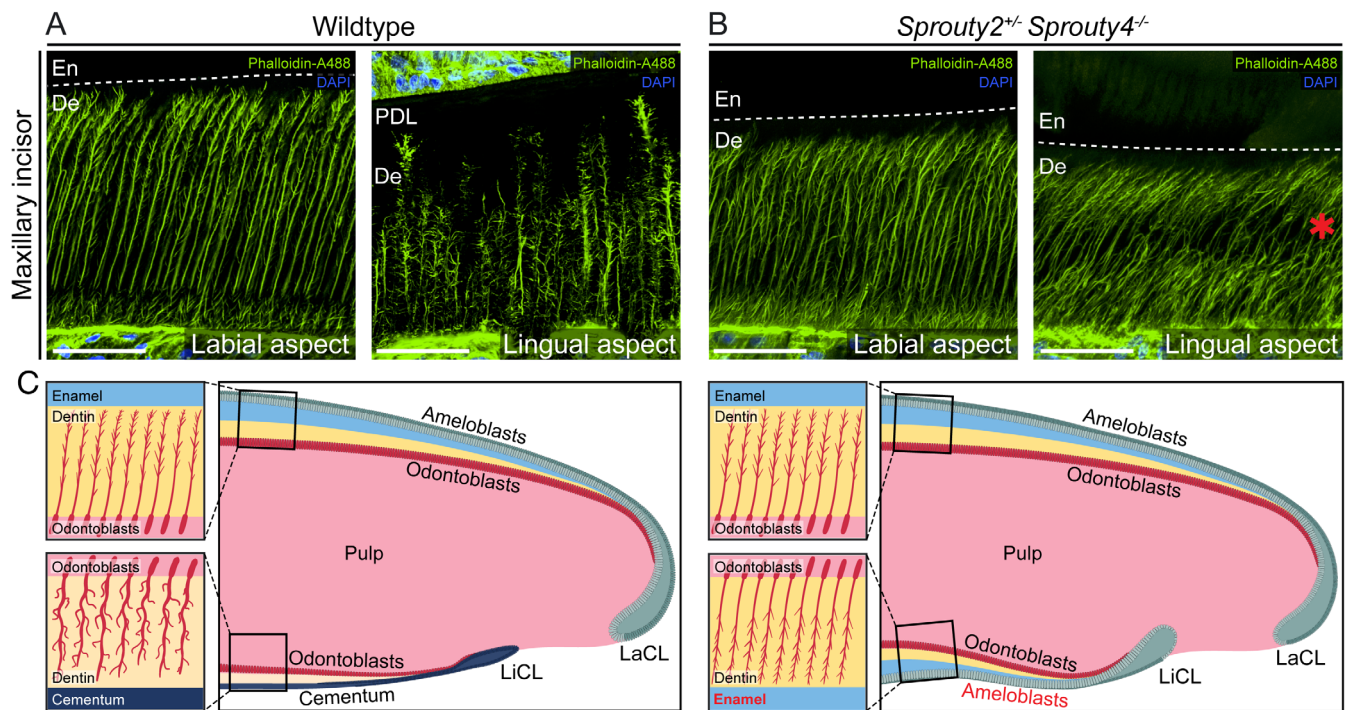 A
Wildtype
B
Sprouty2+/- Sprouty4-/-
Maxillary incisor
En
De
Phalloidin-A488
DAPI
Labial aspect
PDL
De
Phalloidin-A488
DAPI
Lingual aspect
En
De
Phalloidin-A488
DAPI
Labial aspect
En
De
Phalloidin-A488
DAPI
*
Lingual aspect
C
Enamel
Dentin
Odontoblasts
Odontoblasts
Dentin
Cementum
Ameloblasts
Odontoblasts
Pulp
Odontoblasts
Cementum
LiCL
LaCL
Enamel
Dentin
Odontoblasts
Odontoblasts
Dentin
Enamel
Ameloblasts
Odontoblasts
Pulp
Odontoblasts
Ameloblasts
LiCL
LaCL